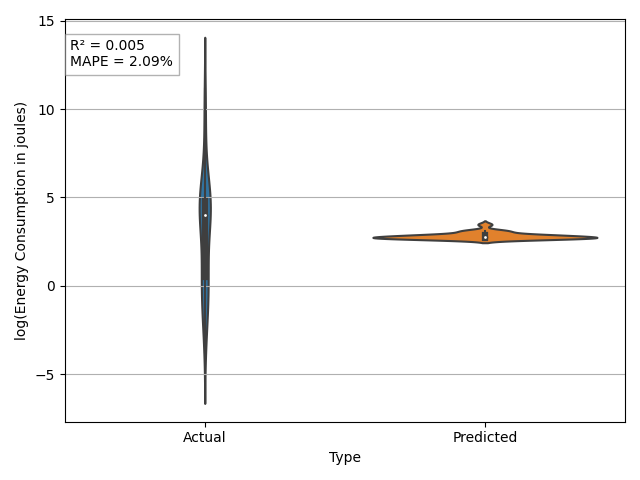 R² = 0.005
MAPE = 2.09%
15
10
5
0
−5
log(Energy Consumption in joules)
Actual
Predicted
Type